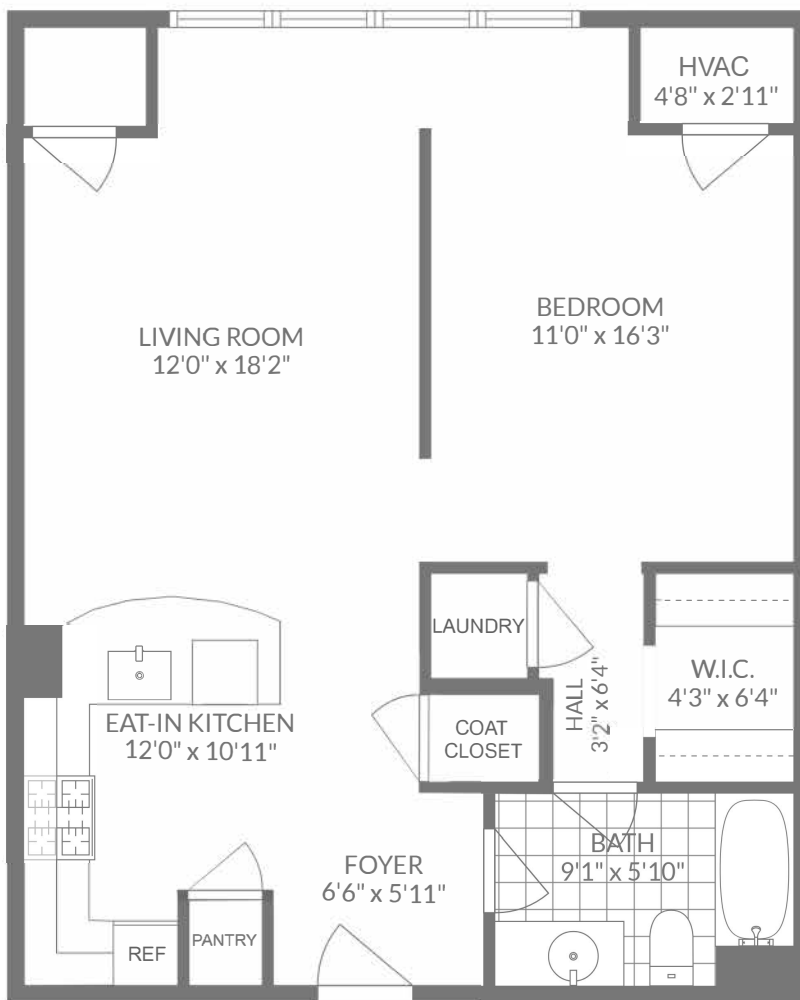 HVAC
4'8" x 2'11"
BEDROOM
11'0" x 16'3"
LIVING ROOM
12'0" x 18'2"
LAUNDRY
HALL
3'2" x 6'4"
W.I.C.
4'3" x 6'4"
EAT-IN KITCHEN
12'0" x 10'11"
COAT
CLOSET
BATH
9'1" x 5'10"
FOYER
6'6" x 5'11"
PANTRY
REF